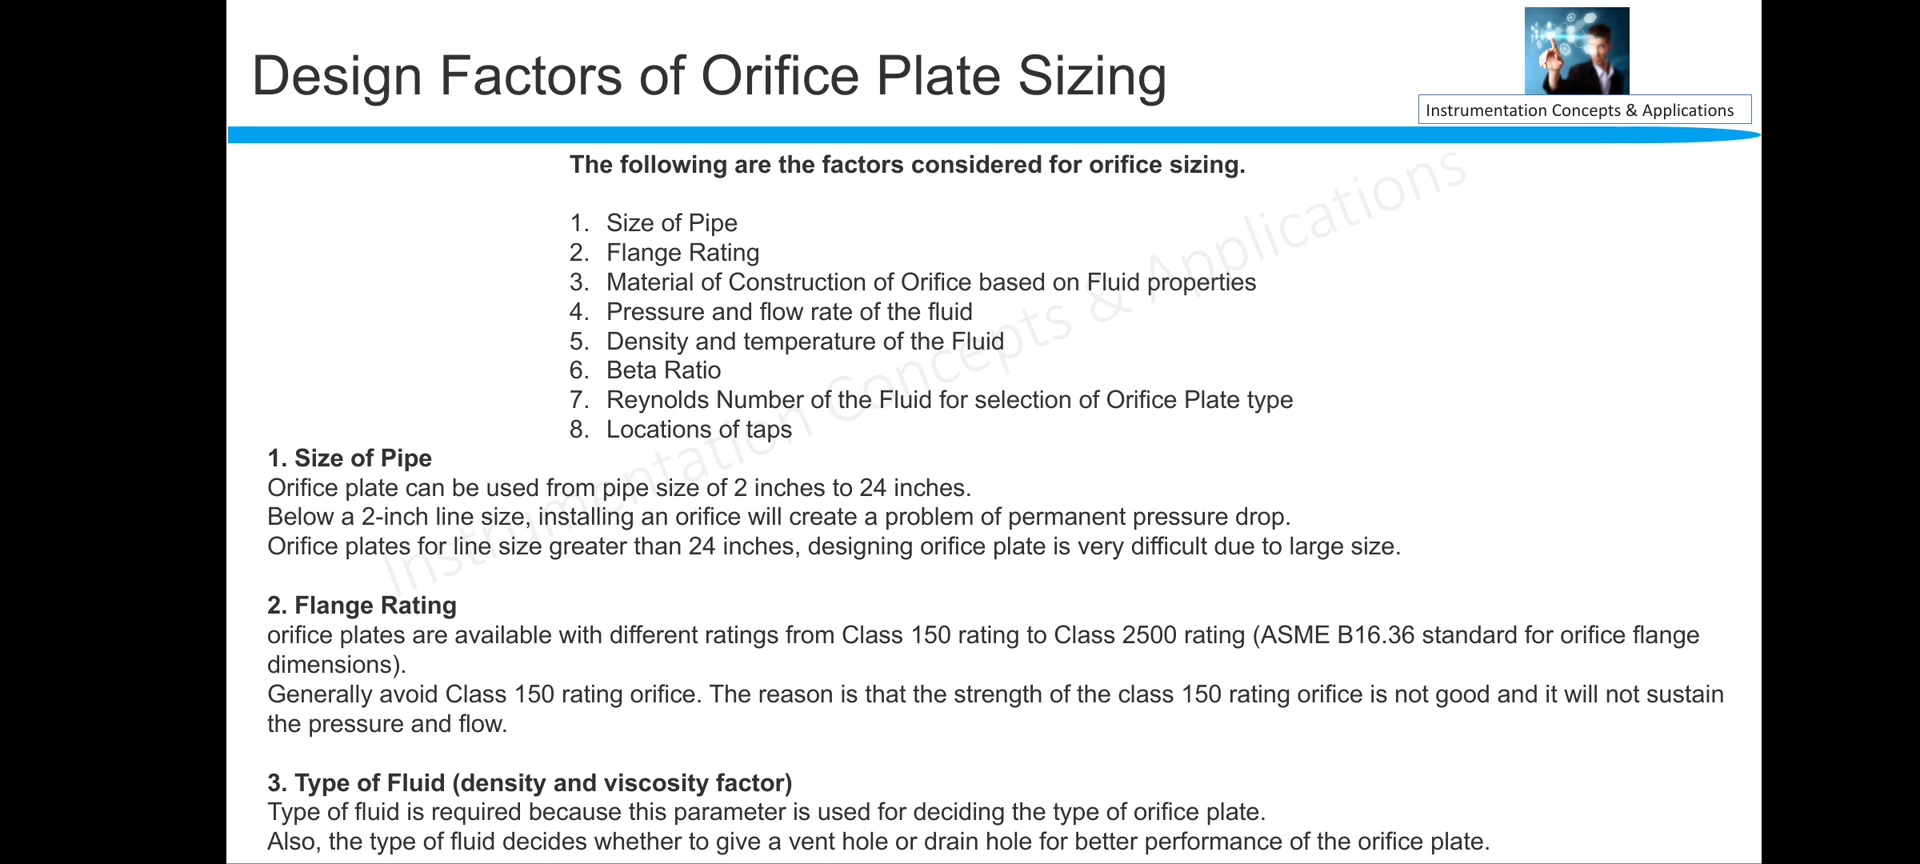 Design Factors of Orifice Plate Sizing
Instrumentation Concepts & Applications
The following are the factors considered for orifice sizing.
1. Size of Pipe
2. Flange Rating
3. Material of Construction of Orifice based on Fluid properties
4. Pressure and flow rate of the fluid
5. Density and temperature of the Fluid
6. Beta Ratio
7. Reynolds Number of the Fluid for selection of Orifice Plate type
8. Locations of taps
Instrumentation Concepts & Applications
1. Size of Pipe
Orifice plate can be used from pipe size of 2 inches to 24 inches.
Below a 2-inch line size, installing an orifice will create a problem of permanent pressure drop.
Orifice plates for line size greater than 24 inches, designing orifice plate is very difficult due to large size.
2. Flange Rating
orifice plates are available with different ratings from Class 150 rating to Class 2500 rating (ASME B16.36 standard for orifice flange
dimensions).
Generally avoid Class 150 rating orifice. The reason is that the strength of the class 150 rating orifice is not good and it will not sustain
the pressure and flow.
3. Type of Fluid (density and viscosity factor)
Type of fluid is required because this parameter is used for deciding the type of orifice plate.
Also, the type of fluid decides whether to give a vent hole or drain hole for better performance of the orifice plate.